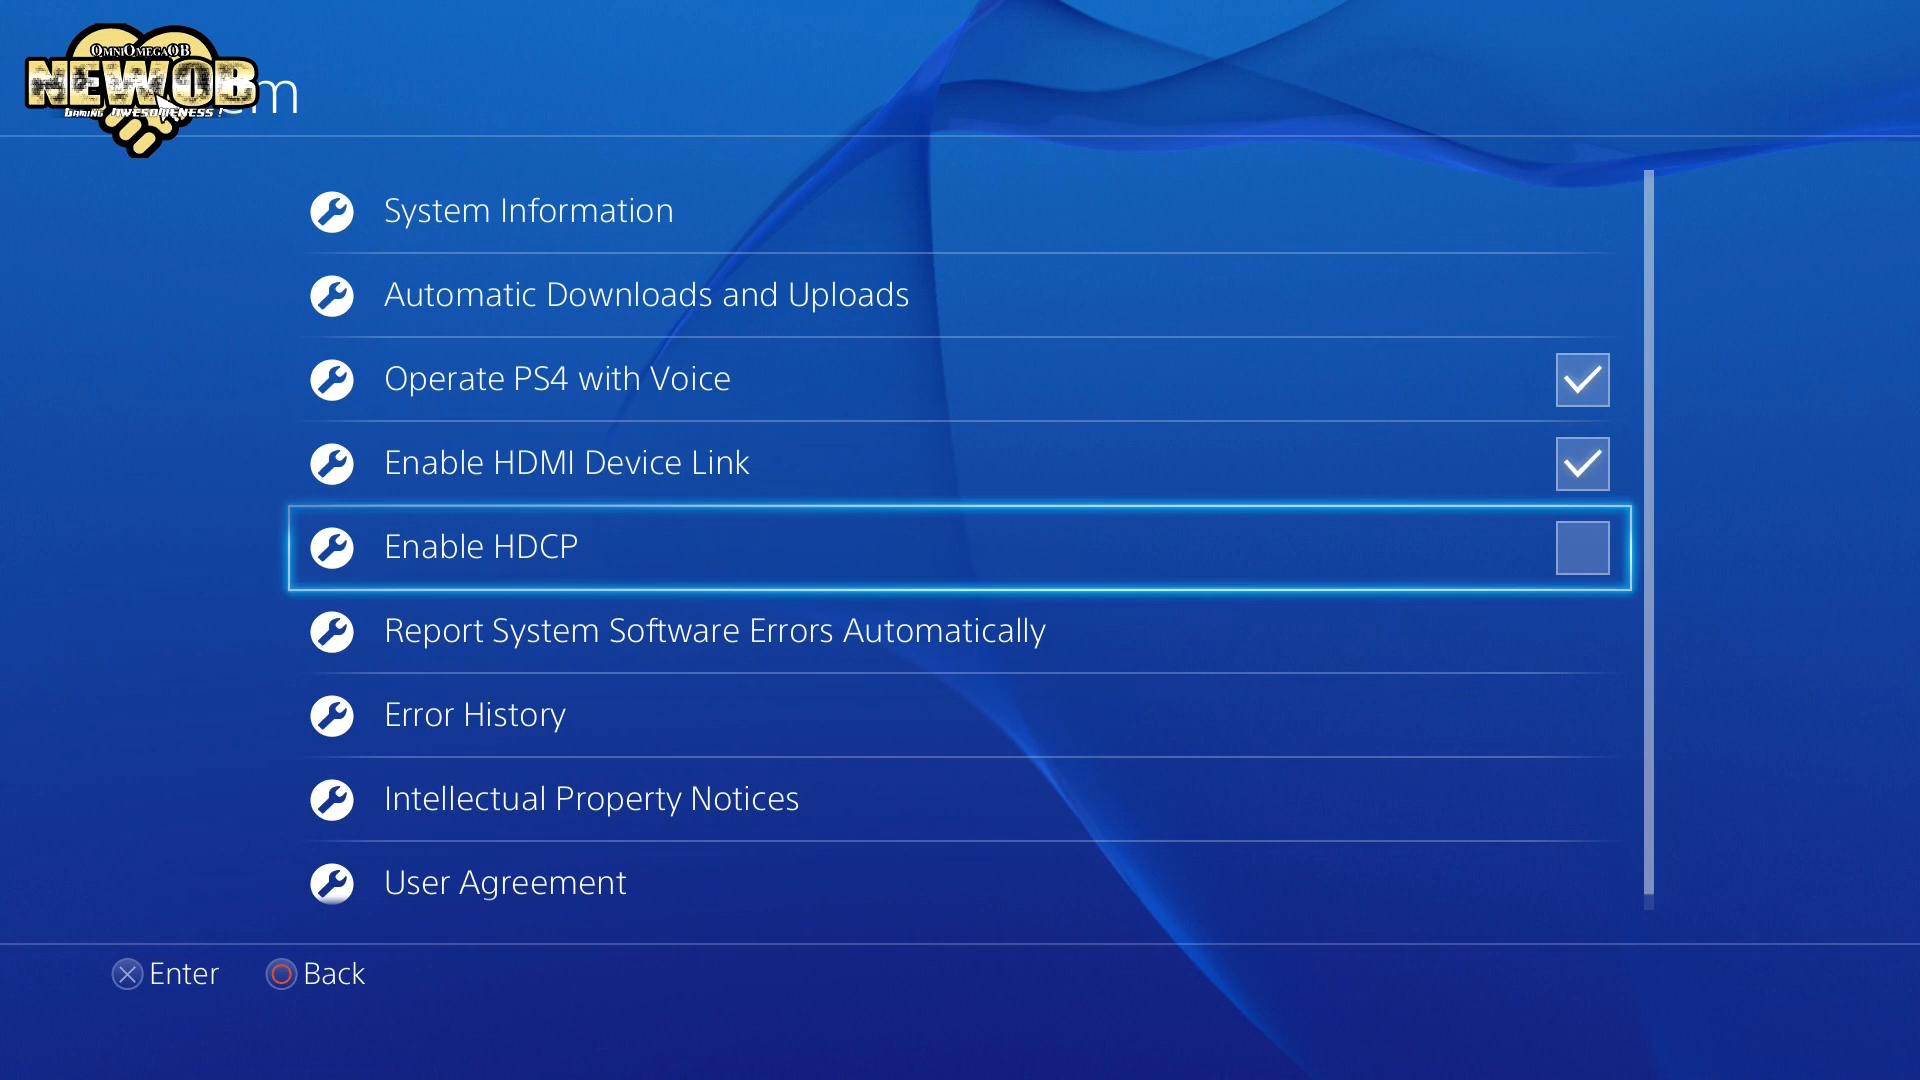 OmniOmegaOB
NEWOB
Gaming Awesomeness !
System Information
Automatic Downloads and Uploads
Operate PS4 with Voice
Enable HDMI Device Link
Enable HDCP
Report System Software Errors Automatically
Error History
Intellectual Property Notices
User Agreement
Enter
Back